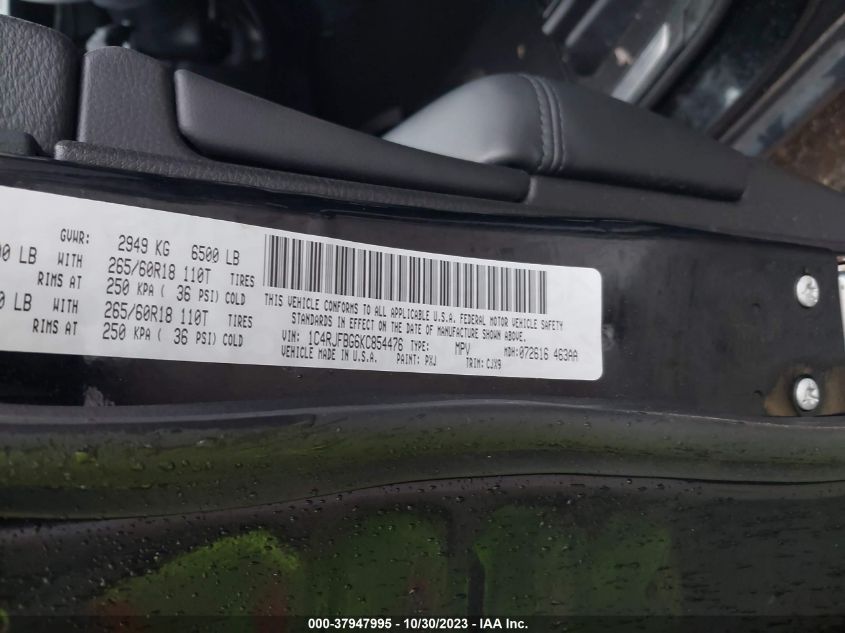 GVWR: 2949 KG 6500 LB
00 LB WITH 265/60R18 110T TIRES
RIMS AT 250 KPA ( 36 PSI) COLD
0 LB WITH 265/60R18 110T TIRES
RIMS AT 250 KPA ( 36 PSI) COLD
THIS VEHICLE CONFORMS TO ALL APPLICABLE U.S.A. FEDERAL MOTOR VEHICLE SAFETY
STANDARDS IN EFFECT ON THE DATE OF MANUFACTURE SHOWN ABOVE.
VIN: 1C4RJFBG6KC854476 TYPE: MPV MDH:072616 463AA
VEHICLE MADE IN U.S.A. PAINT: PXJ TRIM: CJX9
000-37947995 - 10/30/2023 - IAA Inc.